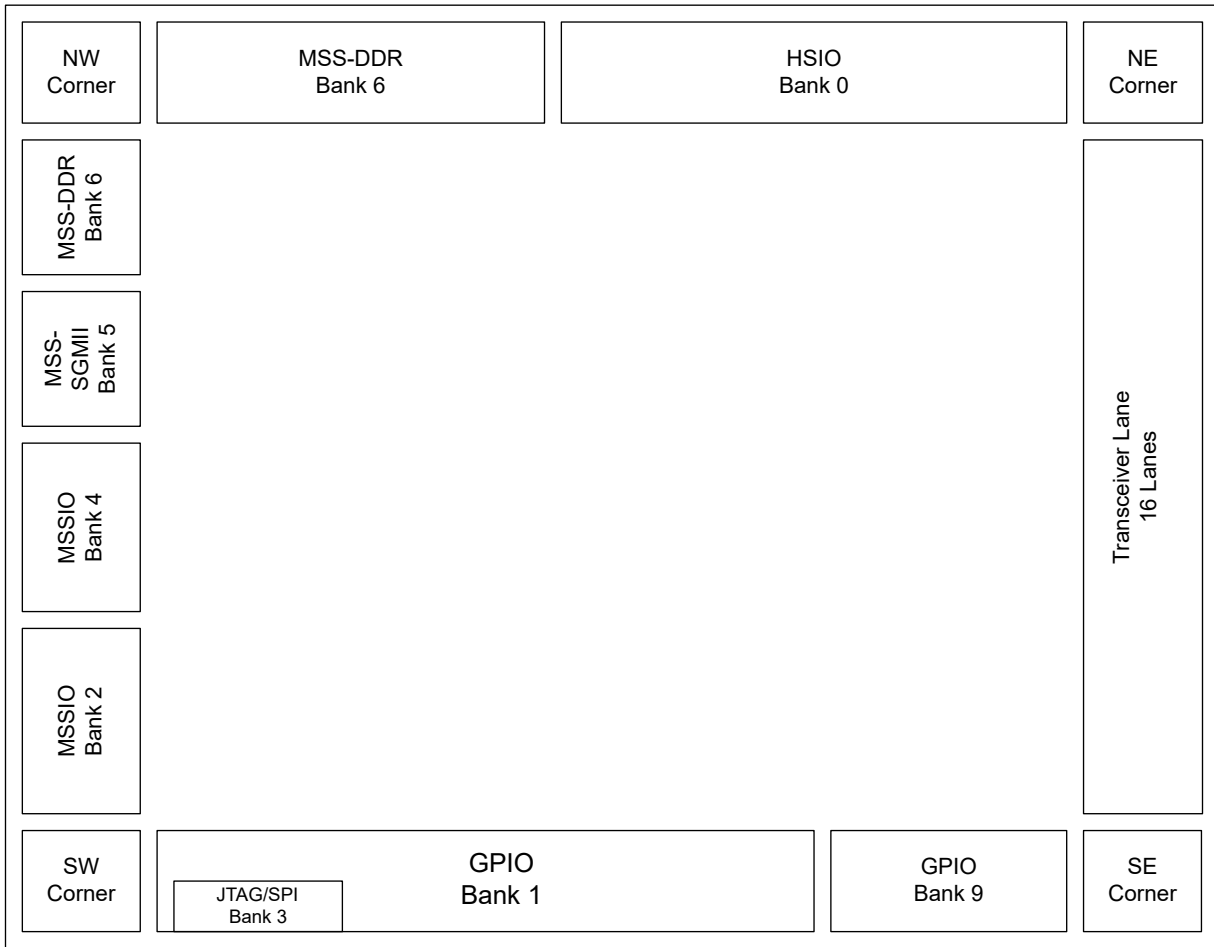 NW
Corner
MSS-DDR
Bank 6
HSIO
Bank 0
NE
Corner
MSS-DDR
Bank 6
MSS-
SGMII
Bank 5
MSSIO
Bank 4
MSSIO
Bank 2
Transceiver Lane
16 Lanes
SW
Corner
GPIO
Bank 1
JTAG/SPI
Bank 3
GPIO
Bank 9
SE
Corner